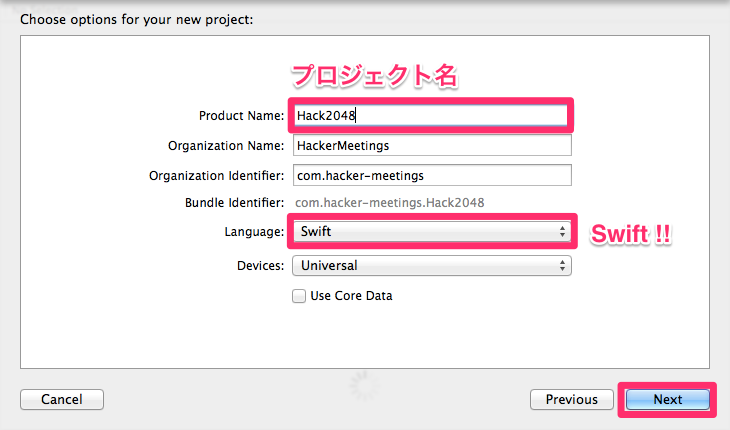 Choose options for your new project:
プロジェクト名
Product Name: Hack2048
Organization Name: HackerMeetings
Organization Identifier: com.hacker-meetings
Bundle Identifier: com.hacker-meetings.Hack2048
Language: Swift Swift !!
Devices: Universal
Use Core Data
Cancel Previous Next